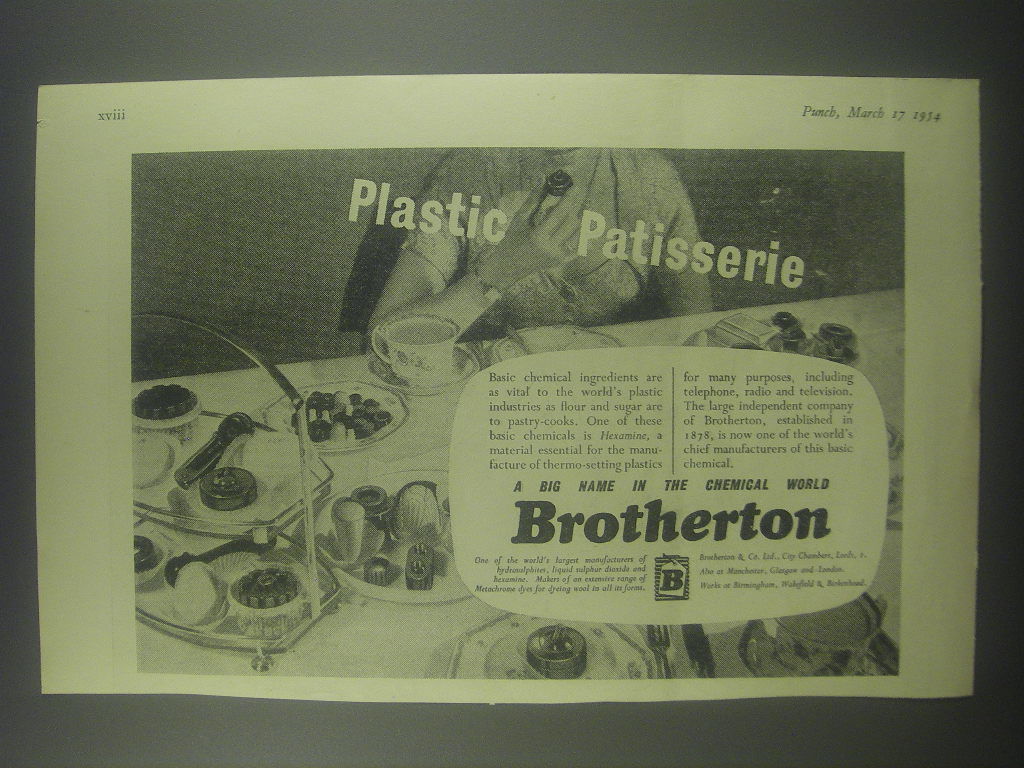 xviii
Punch, March 17 1954
Plastic Patisserie
Basic chemical ingredients are
as vital to the world's plastic
industries as flour and sugar are
to pastry-cooks. One of these
basic chemicals is Hexamine, a
material essential for the manu-
facture of thermo-setting plastics
for many purposes, including
telephone, radio and television.
The large independent company
of Brotherton, established in
1878, is now one of the world's
chief manufacturers of this basic
chemical.
A BIG NAME IN THE CHEMICAL WORLD
Brotherton
One of the world's largest manufacturers of
hydrosulphites, liquid sulphur dioxide and
hexamine. Makers of an extensive range of
Metachrome dyes for dyeing wool in all its forms.
B
Brotherton & Co. Ltd., City Chambers, Leeds, 1.
Also at Manchester, Glasgow and London.
Works at Birmingham, Wakefield & Birkenhead.